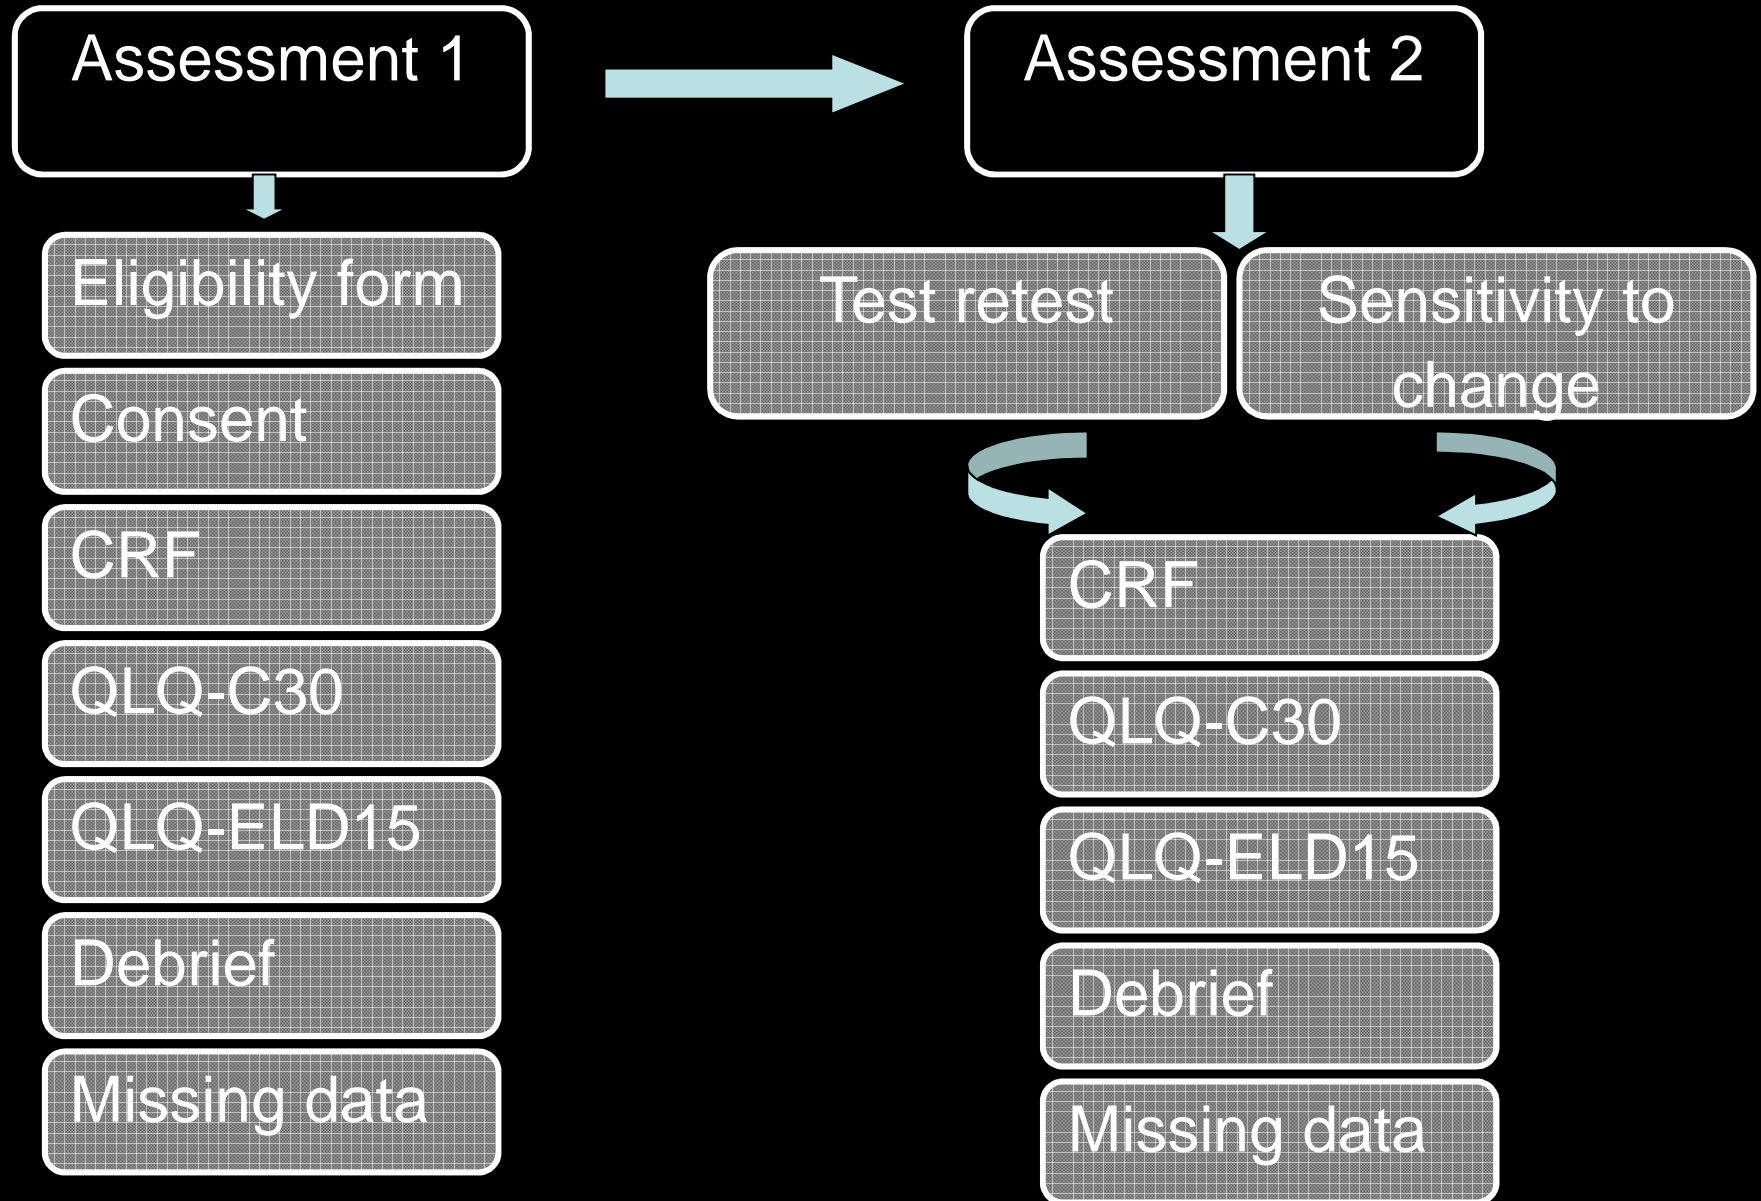 Assessment 1
Eligibility form
Consent
CRF
QLQ-C30
QLQ-ELD15
Debrief
Missing data
Assessment 2
Test retest
Sensitivity to
change
CRF
QLQ-C30
QLQ-ELD15
Debrief
Missing data